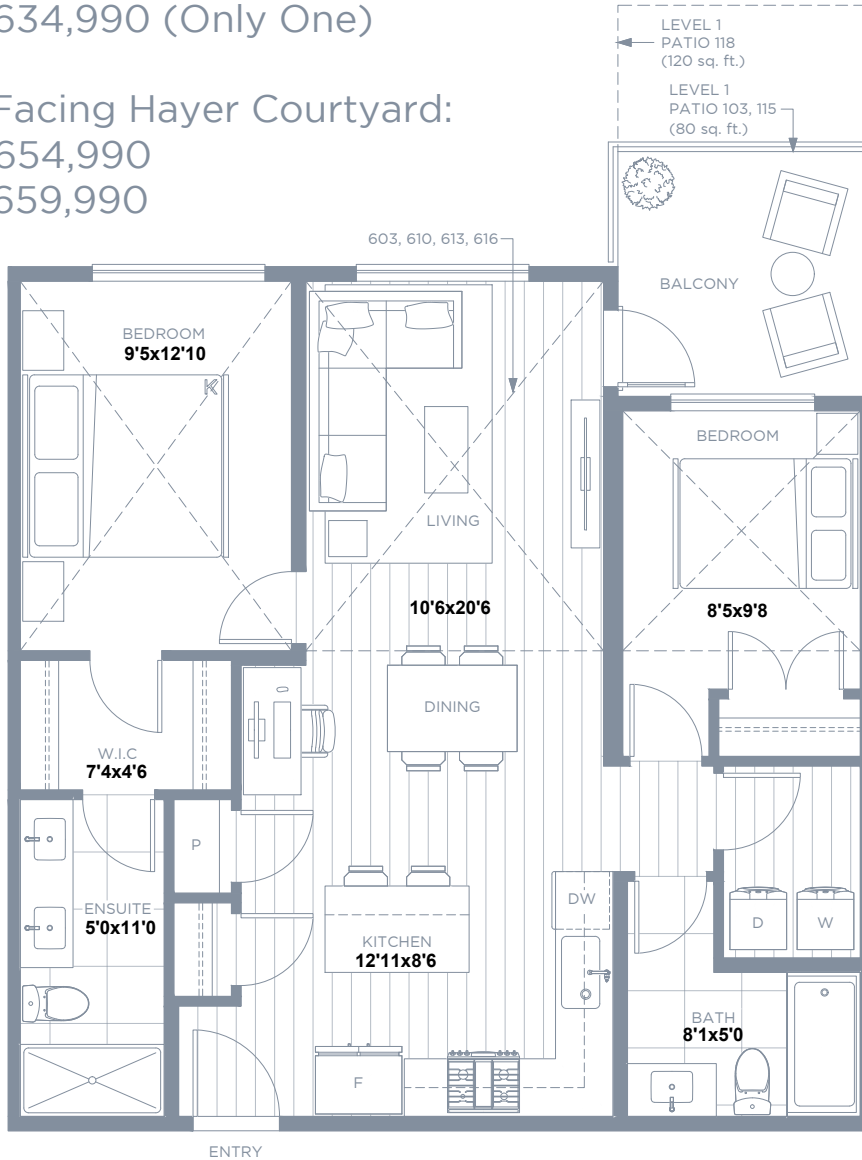 634,990 (Only One)
Facing Hayer Courtyard:
654,990
659,990
LEVEL 1
PATIO 118
(120 sq. ft.)
LEVEL 1
PATIO 103, 115
(80 sq. ft.)
603, 610, 613, 616
BALCONY
BEDROOM
9'5x12'10
K
LIVING
BEDROOM
8'5x9'8
10'6x20'6
DINING
W.I.C
7'4x4'6
P
ENSUITE
5'0x11'0
KITCHEN
12'11x8'6
DW
D
W
F
BATH
8'1x5'0
ENTRY